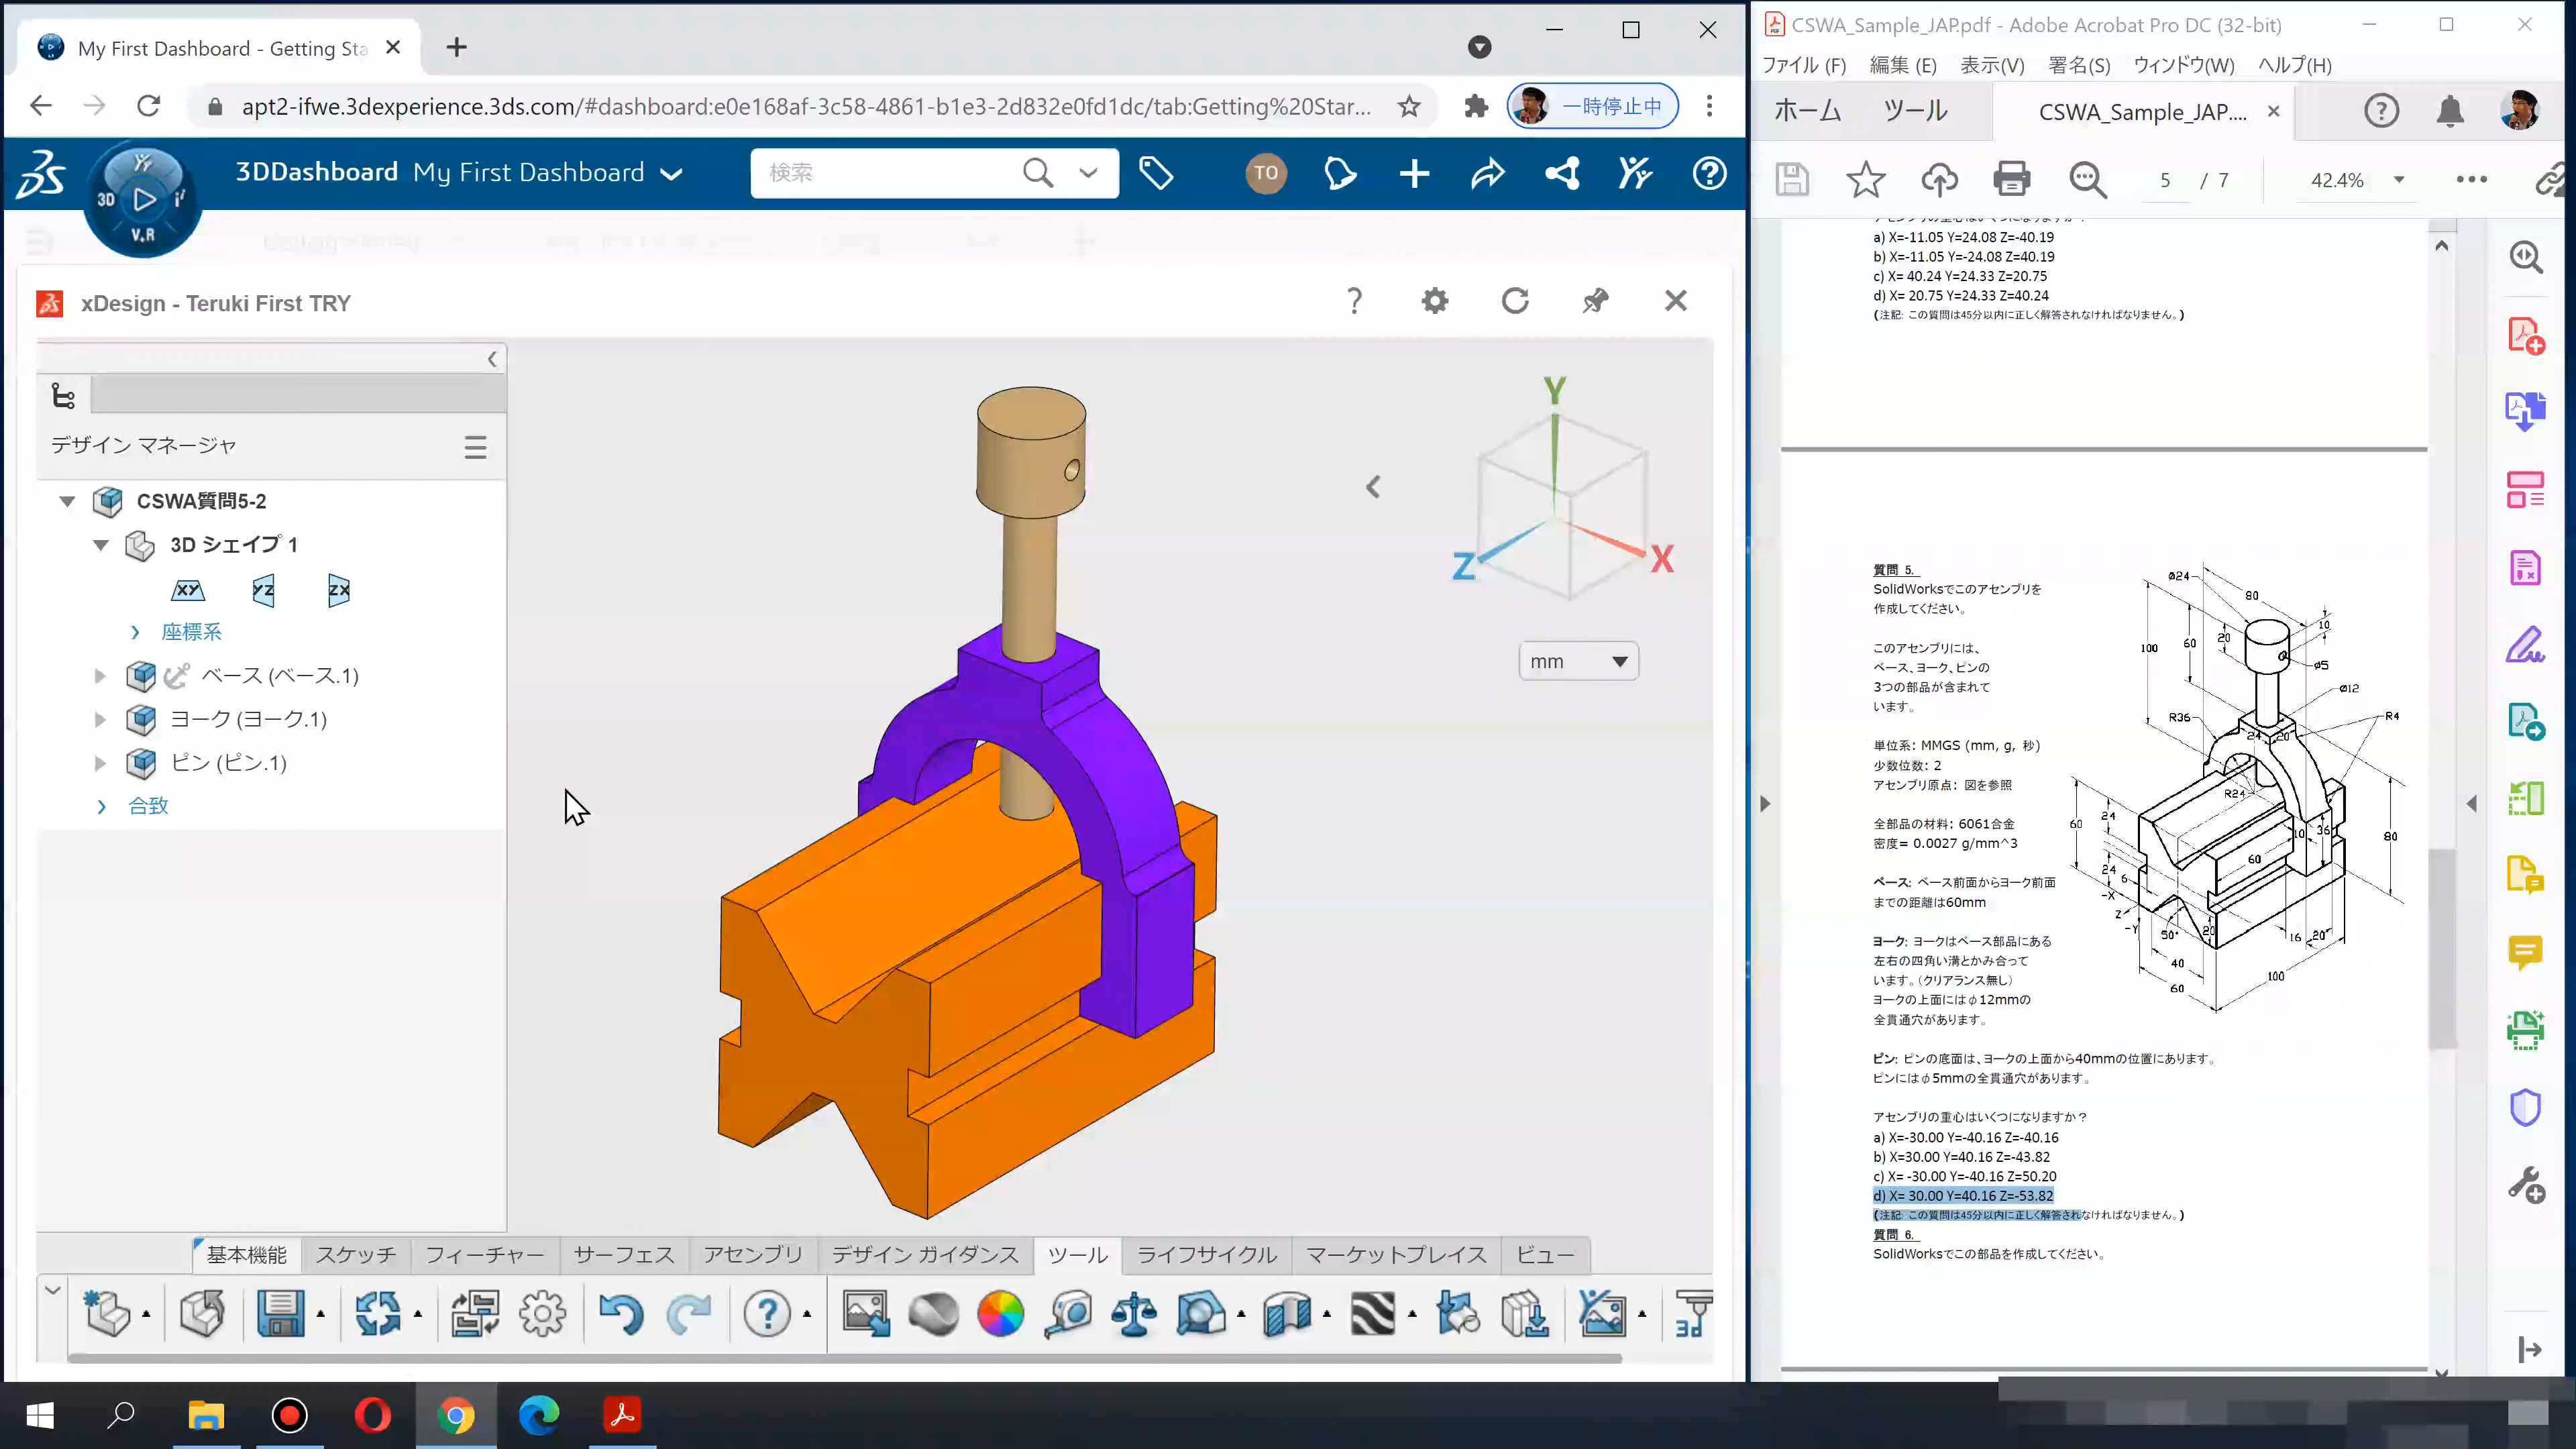 My First Dashboard - Getting Sta
apt2-ifwe.3dexperience.3ds.com/#dashboard:e0e168af-3c58-4861-b1e3-2d832e0fd1dc/tab:Getting%20Star...
一時停止中
3DDashboard My First Dashboard
検索
TO
3D
V.R
xDesign - Teruki First TRY
デザイン マネージャ
CSWA質問5-2
3D シェイプ 1
XY
YZ
ZX
座標系
ベース (ベース.1)
ヨーク (ヨーク.1)
ピン (ピン.1)
合致
Y
Z
X
mm
基本機能
スケッチ
フィーチャー
サーフェス
アセンブリ
デザイン ガイダンス
ツール
ライフサイクル
マーケットプレイス
ビュー
CSWA_Sample_JAP.pdf - Adobe Acrobat Pro DC (32-bit)
ファイル (F) 編集 (E) 表示(V) 署名(S) ウィンドウ(W) ヘルプ(H)
ホーム
ツール
CSWA_Sample_JAP....
5 / 7
42.4%
a) X=-11.05 Y=24.08 Z=-40.19
b) X=-11.05 Y=-24.08 Z=40.19
c) X= 40.24 Y=24.33 Z=20.75
d) X= 20.75 Y=24.33 Z=40.24
(注記: この質問は45分以内に正しく解答されなければなりません。)
質問 5.
SolidWorksでこのアセンブリを
作成してください。
このアセンブリには、
ベース、ヨーク、ピンの
3つの部品が含まれて
います。
単位系: MMGS (mm, g, 秒)
少数位数: 2
アセンブリ原点: 図を参照
全部品の材料: 6061合金
密度= 0.0027 g/mm^3
ベース: ベース前面からヨーク前面
までの距離は60mm
ヨーク: ヨークはベース部品にある
左右の四角い溝とかみ合って
います。(クリアランス無し)
ヨークの上面にはφ12mmの
全貫通穴があります。
ø24
80
10
20
60
100
ø5
ø12
R36
R4
24
20
R24
60
24
10
36
80
60
24
6
-X
Z
-Y
50°
20
16
20
40
100
60
ピン: ピンの底面は、ヨークの上面から40mmの位置にあります。
ピンにはφ5mmの全貫通穴があります。
アセンブリの重心はいくつになりますか？
a) X=-30.00 Y=-40.16 Z=-40.16
b) X=30.00 Y=40.16 Z=-43.82
c) X= -30.00 Y=-40.16 Z=50.20
d) X= 30.00 Y=40.16 Z=-53.82
(注記: この質問は45分以内に正しく解答されなければなりません。)
質問 6.
SolidWorksでこの部品を作成してください。